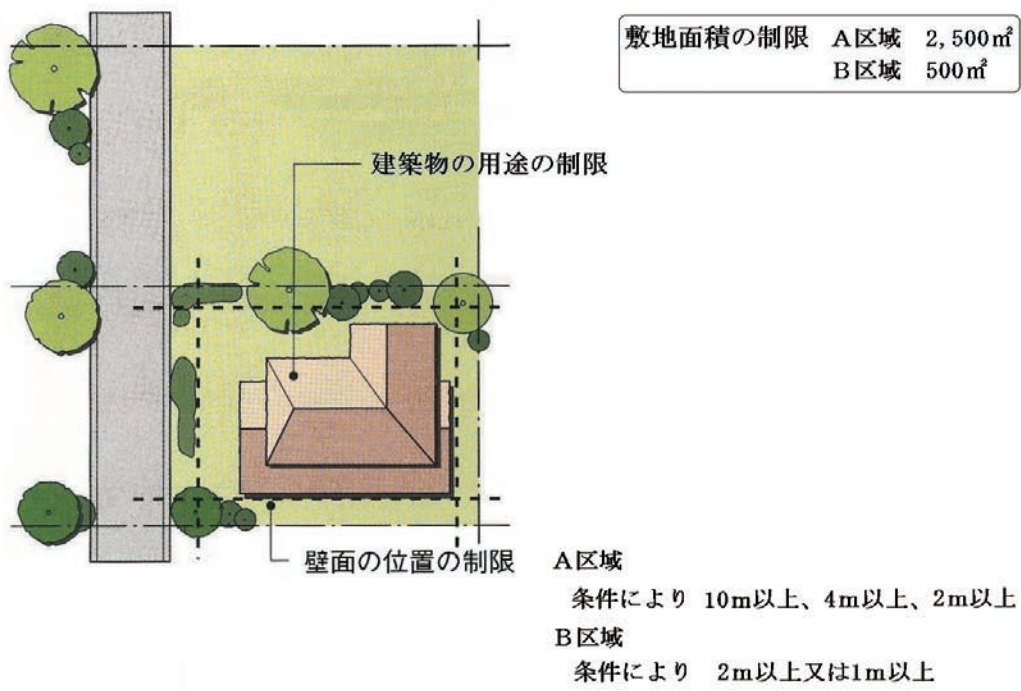 敷地面積の制限 A区域 2,500㎡
B区域 500㎡
建築物の用途の制限
壁面の位置の制限
A区域
条件により 10m以上、4m以上、2m以上
B区域
条件により 2m以上又は1m以上